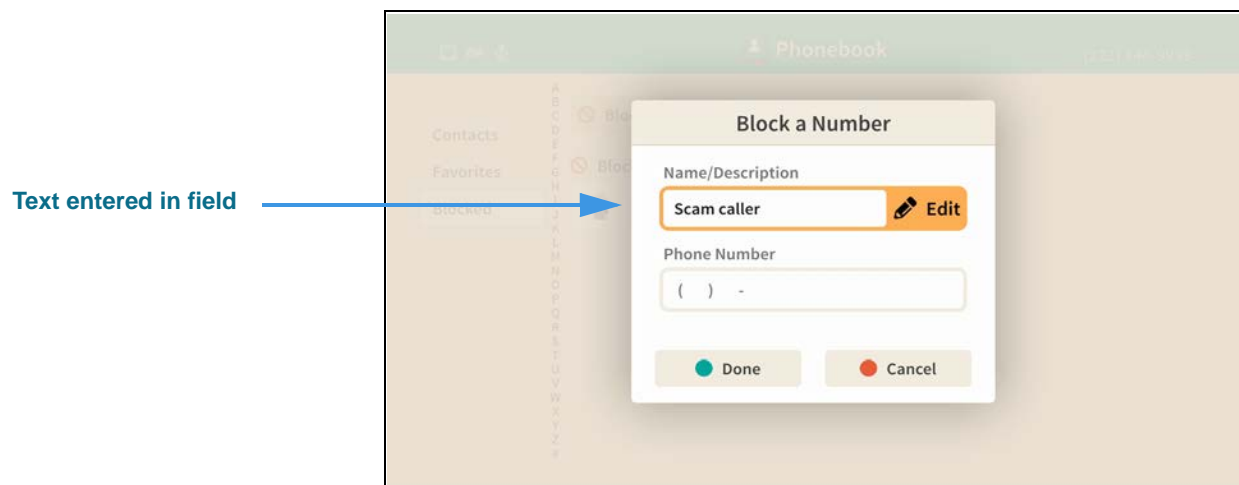 Phonebook
A
B
C
D
E
F
G
H
I
J
K
L
M
N
O
P
Q
R
S
T
U
V
W
X
Y
Z
#
Contacts
Favorites
Blocked
Block a Number
Name/Description
Text entered in field
Scam caller
Edit
Phone Number
( ) -
Done
Cancel